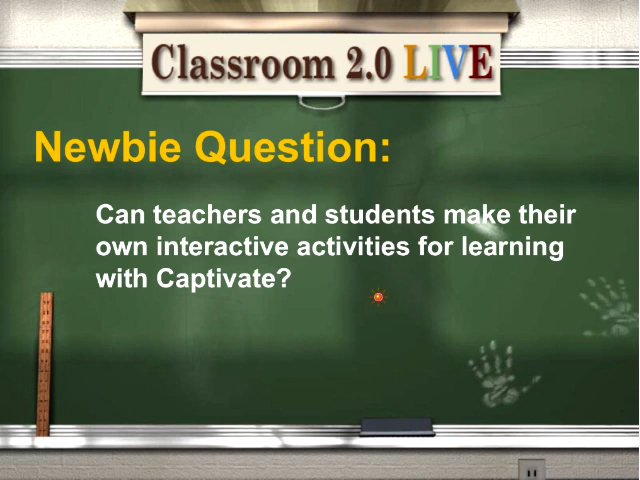 Classroom 2.0 LIVE
Newbie Question:
Can teachers and students make their
own interactive activities for learning
with Captivate?